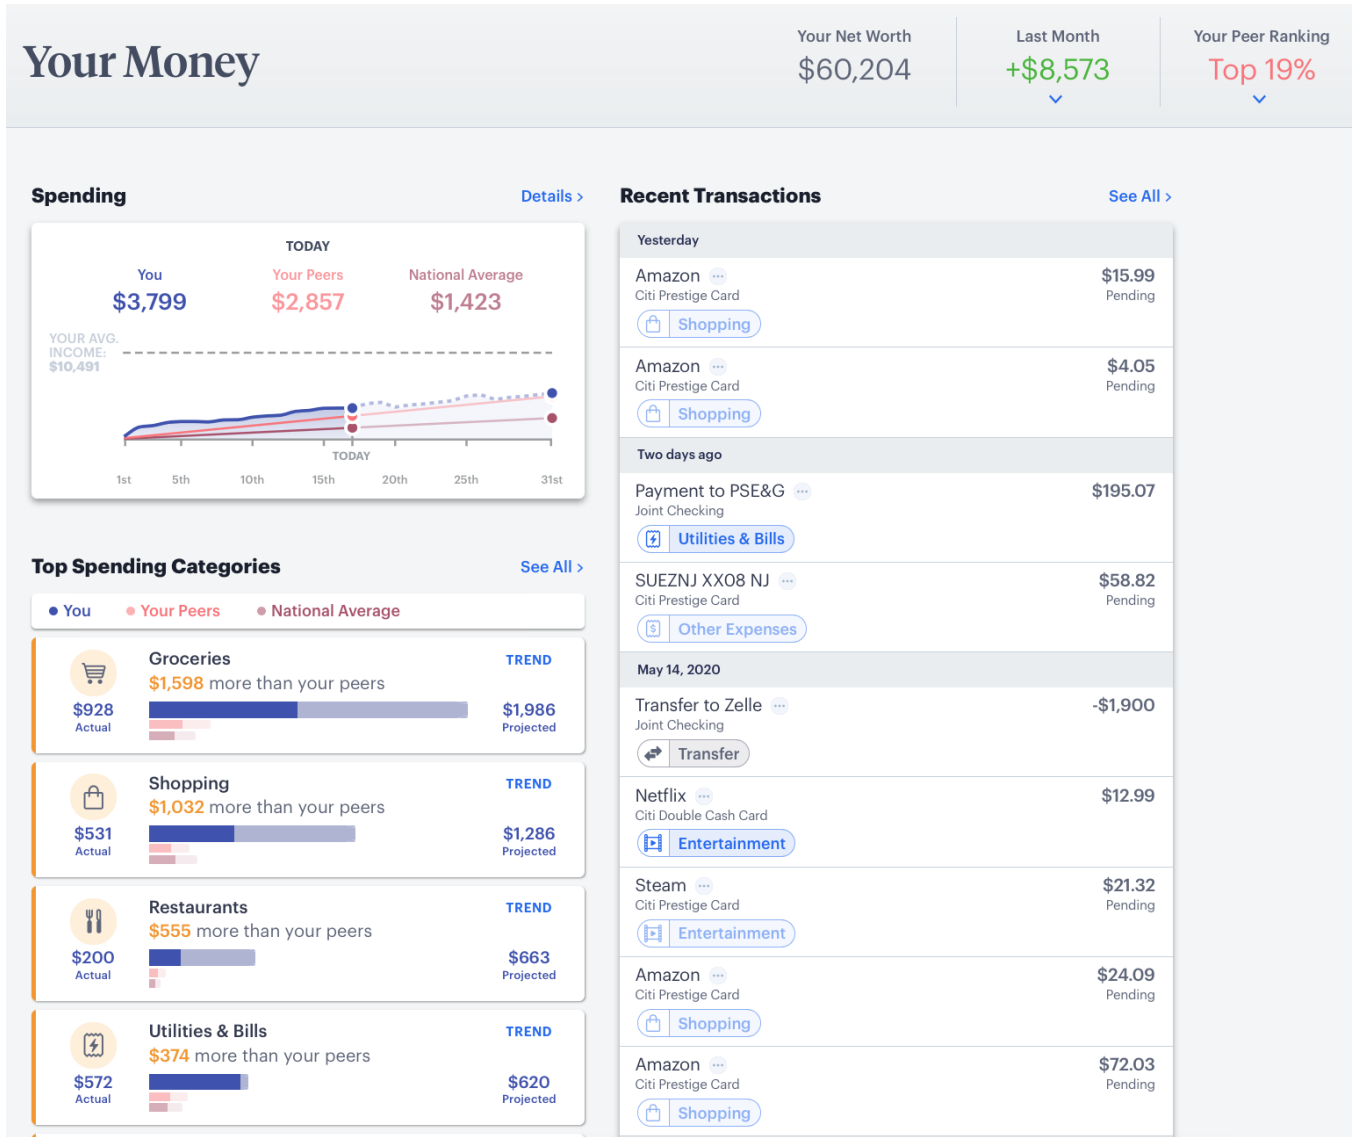 Your Money
Your Net Worth
$60,204
Last Month
+$8,573
Your Peer Ranking
Top 19%
Spending
Details >
TODAY
You
$3,799
Your Peers
$2,857
National Average
$1,423
YOUR AVG.
INCOME:
$10,491
TODAY
1st 5th 10th 15th 20th 25th 31st
Top Spending Categories
See All >
You Your Peers National Average
Groceries
TREND
$1,598 more than your peers
$928
Actual
$1,986
Projected
Shopping
TREND
$1,032 more than your peers
$531
Actual
$1,286
Projected
Restaurants
TREND
$555 more than your peers
$200
Actual
$663
Projected
Utilities & Bills
TREND
$374 more than your peers
$572
Actual
$620
Projected
Recent Transactions
See All >
Yesterday
Amazon
$15.99
Citi Prestige Card
Pending
Shopping
Amazon
$4.05
Citi Prestige Card
Pending
Shopping
Two days ago
Payment to PSE&G
$195.07
Joint Checking
Utilities & Bills
SUEZNJ XX08 NJ
$58.82
Citi Prestige Card
Pending
Other Expenses
May 14, 2020
Transfer to Zelle
-$1,900
Joint Checking
Transfer
Netflix
$12.99
Citi Double Cash Card
Entertainment
Steam
$21.32
Citi Prestige Card
Pending
Entertainment
Amazon
$24.09
Citi Prestige Card
Pending
Shopping
Amazon
$72.03
Citi Prestige Card
Pending
Shopping